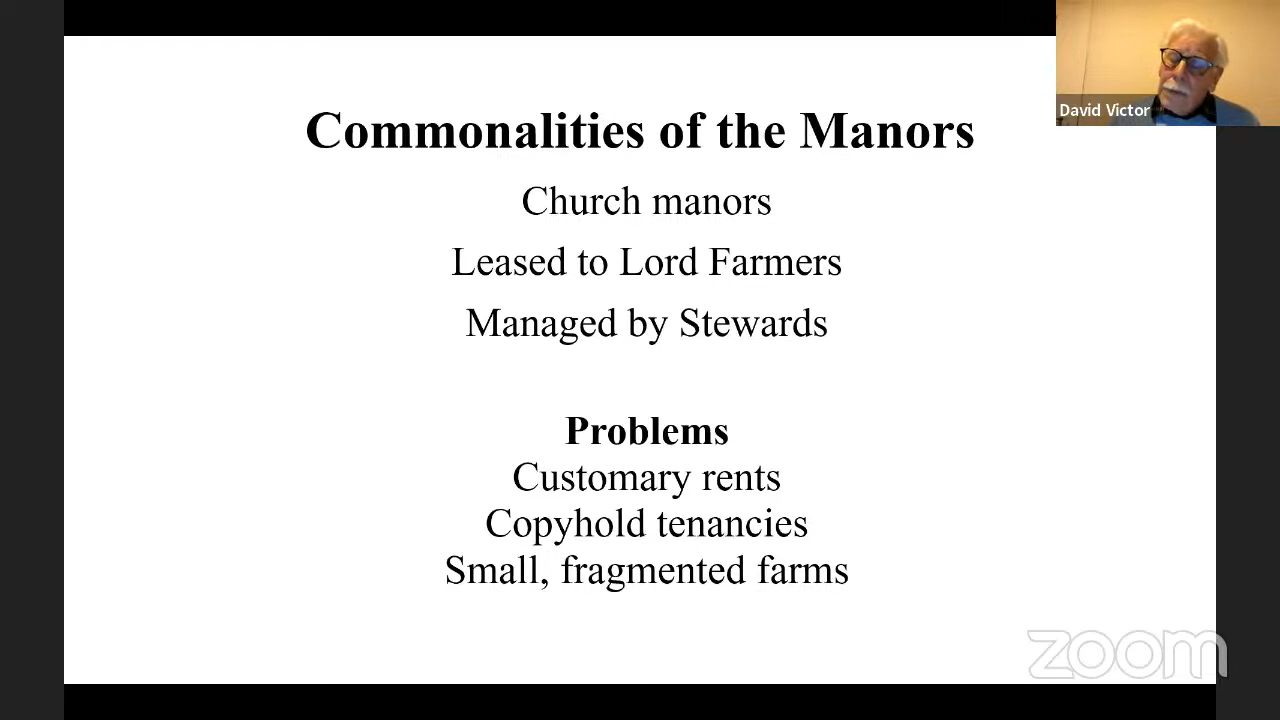 Commonalities of the Manors
Church manors
Leased to Lord Farmers
Managed by Stewards
Problems
Customary rents
Copyhold tenancies
Small, fragmented farms
David Victor
zoom